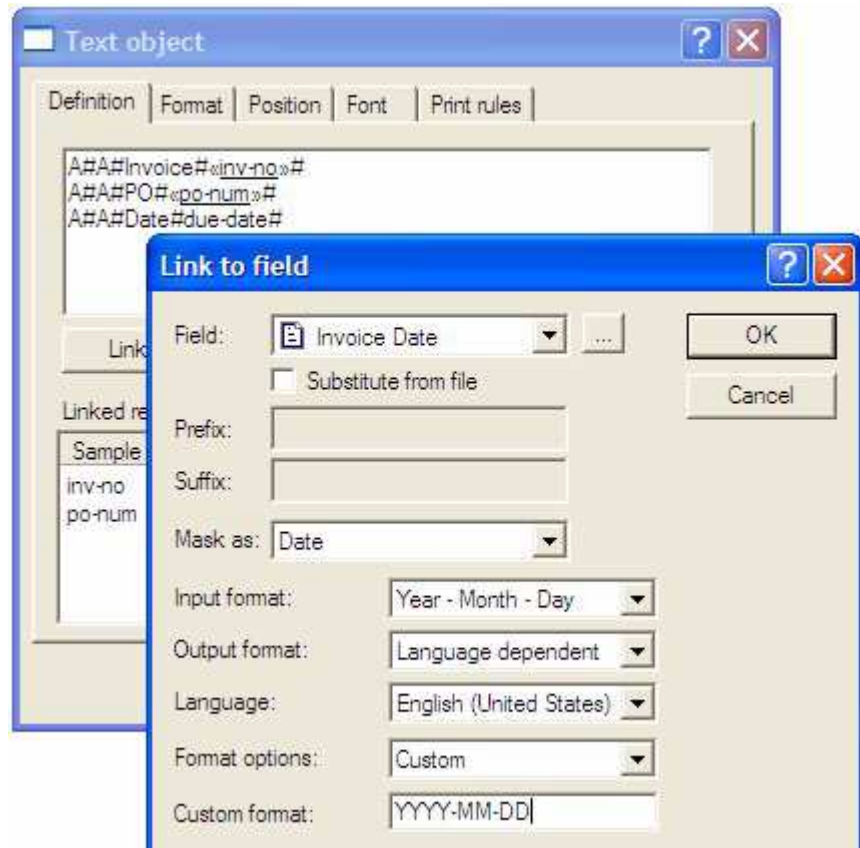 Text object
Definition Format Position Font Print rules
A#A#Invoice#«inv-no»#
A#A#PO#«po-num»#
A#A#Date#due-date#
Link
Linked re
Sample
inv-no
po-num
Link to field
Field: Invoice Date ... OK
Substitute from file
Cancel
Prefix:
Suffix:
Mask as: Date
Input format: Year - Month - Day
Output format: Language dependent
Language: English (United States)
Format options: Custom
Custom format: YYYY-MM-DD